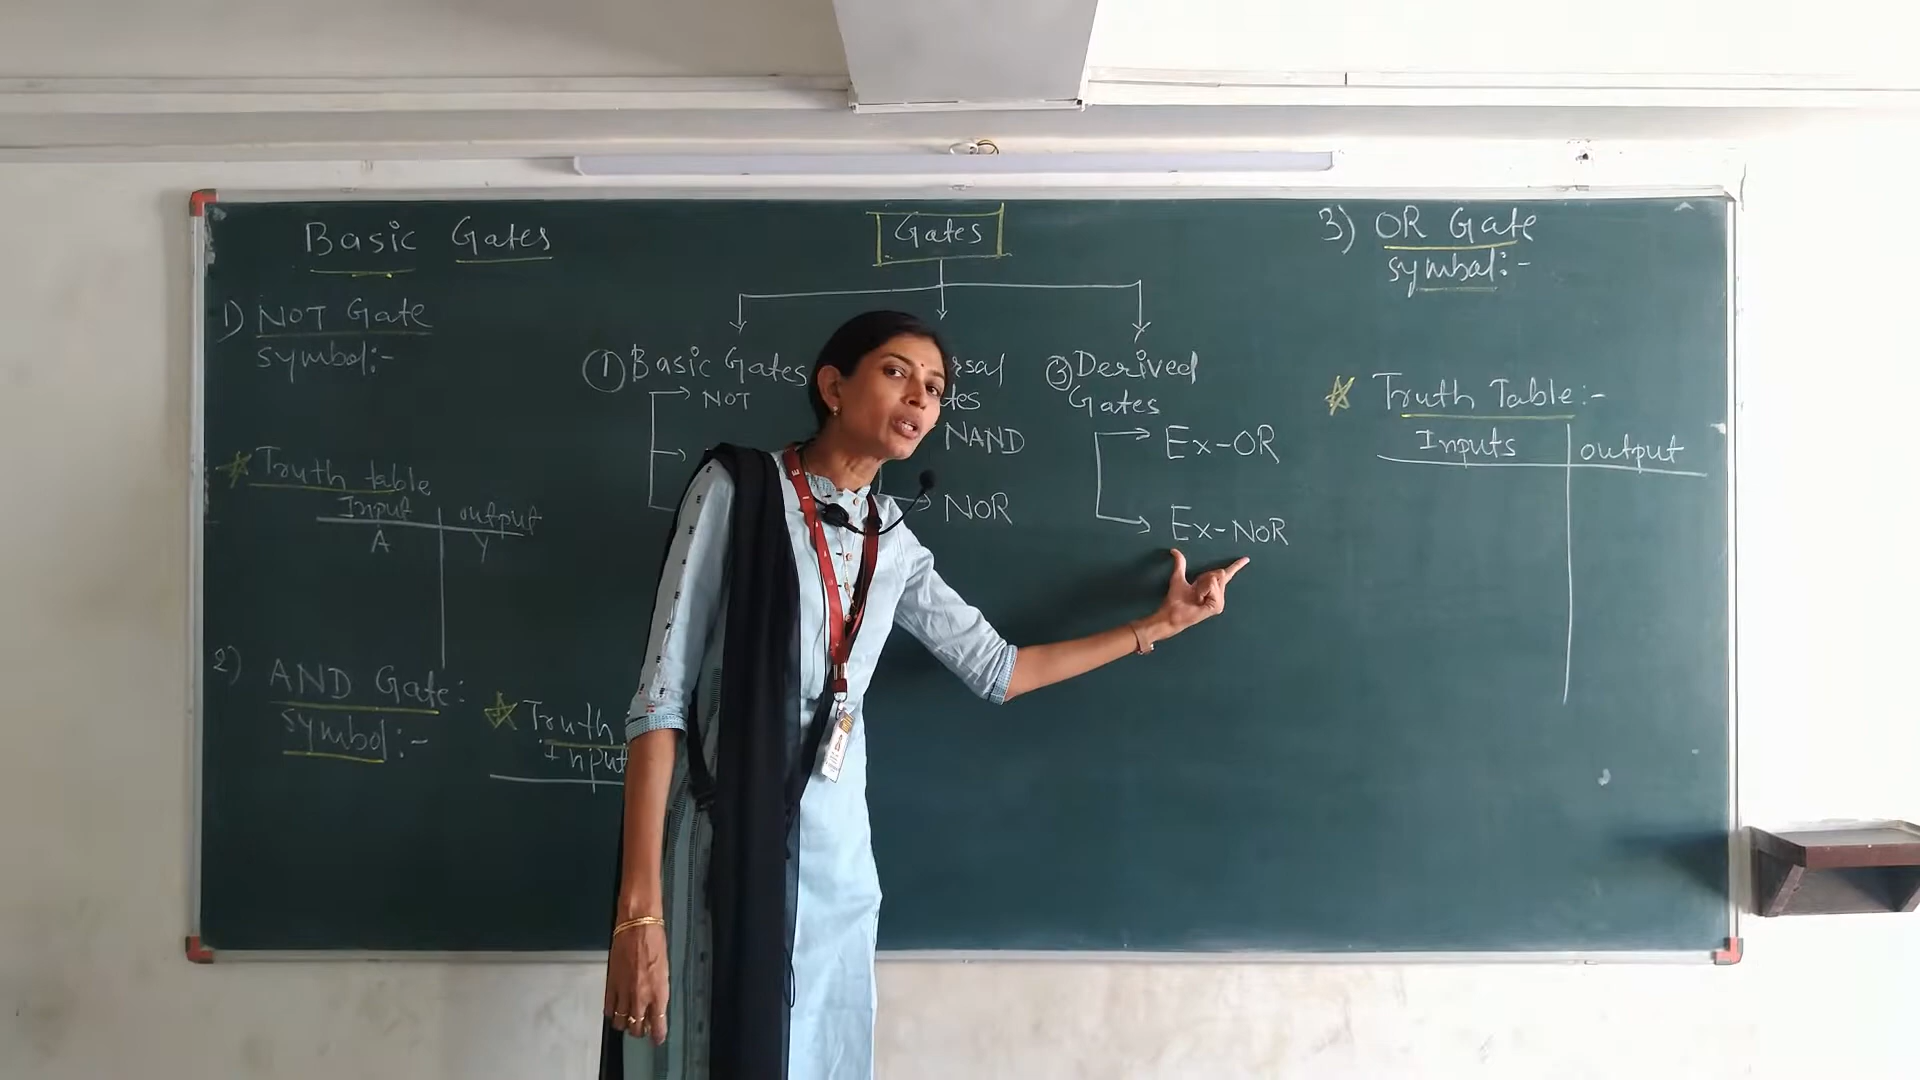 Basic Gates
1) NOT Gate
symbol:-
Truth table
Input output
A Y
2) AND Gate:
symbol:-
Truth
Input
Gates
1 Basic Gates
NOT
rsal
tes
NAND
NOR
3 Derived
Gates
Ex-OR
Ex-NOR
3) OR Gate
symbol:-
Truth Table:-
Inputs output